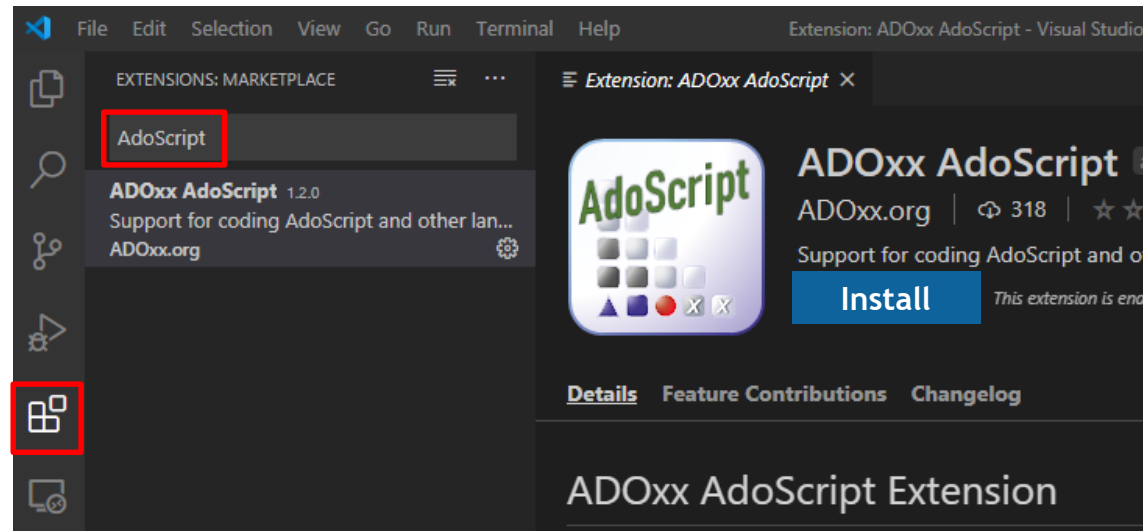 File Edit Selection View Go Run Terminal Help Extension: ADOxx AdoScript - Visual Studio
EXTENSIONS: MARKETPLACE
AdoScript
ADOxx AdoScript 1.2.0
Support for coding AdoScript and other lan...
ADOxx.org
Extension: ADOxx AdoScript
AdoScript
X X
ADOxx AdoScript
ADOxx.org 318
Support for coding AdoScript and
Install This extension is
Details Feature Contributions Changelog
ADOxx AdoScript Extension